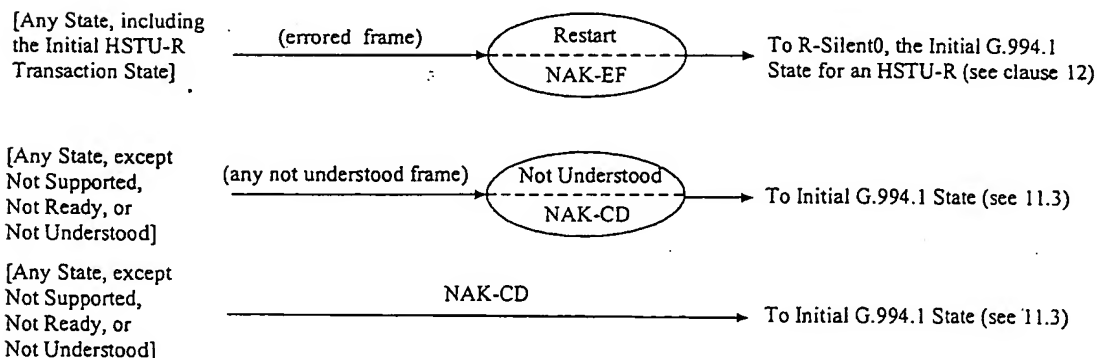 [Any State, including
the Initial HSTU-R
Transaction State]
(errored frame)
Restart
NAK-EF
To R-Silent0, the Initial G.994.1
State for an HSTU-R (see clause 12)
[Any State, except
Not Supported,
Not Ready, or
Not Understood]
(any not understood frame)
Not Understood
NAK-CD
To Initial G.994.1 State (see 11.3)
[Any State, except
Not Supported,
Not Ready, or
Not Understood]
NAK-CD
To Initial G.994.1 State (see 11.3)